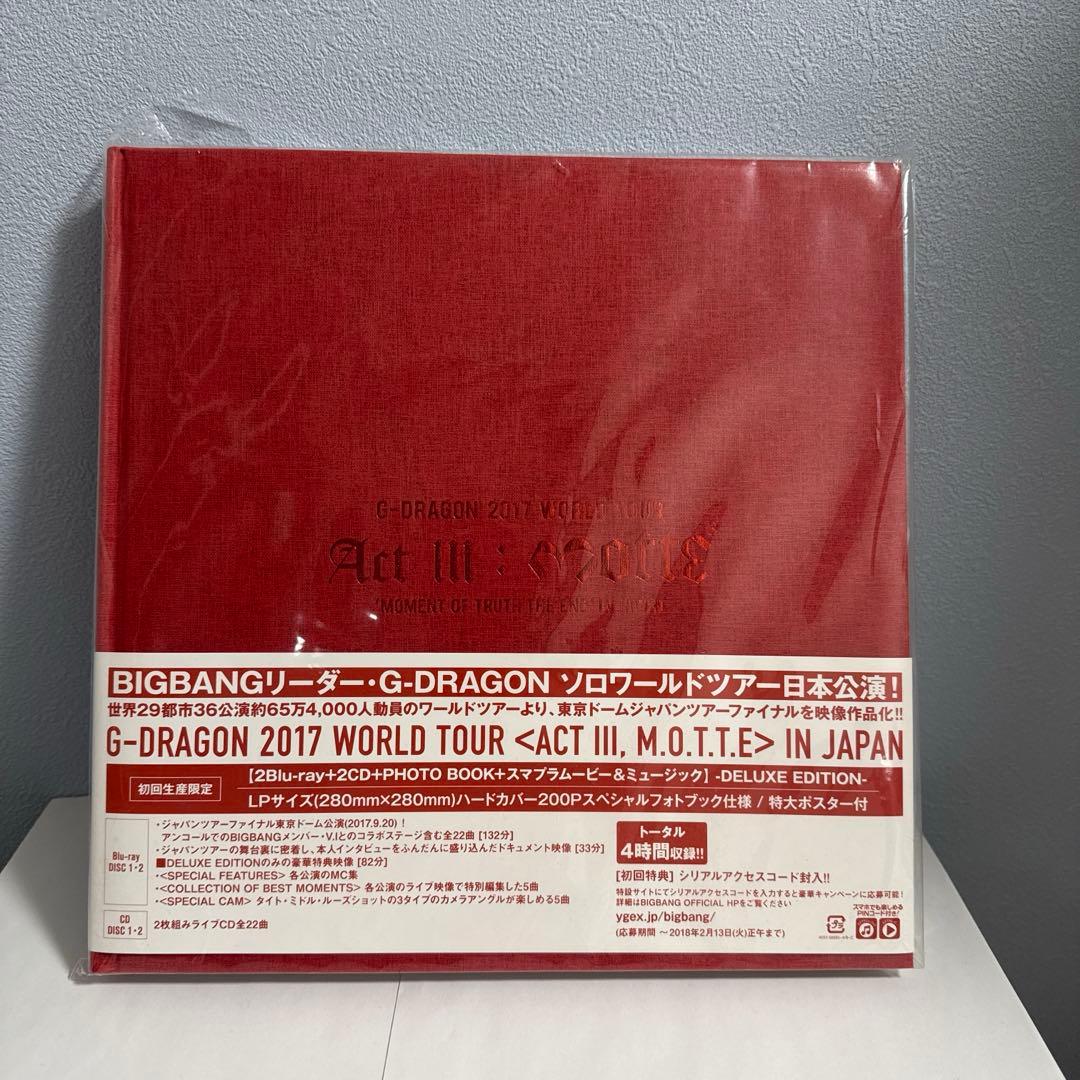 G-DRAGON 2017 WORLD TOUR
Act III : MOTTE
'MOMENT OF TRUTH THE END'
BIGBANGリーダー・G-DRAGON ソロワールドツアー日本公演!
世界29都市36公演約65万4,000人動員のワールドツアーより、東京ドームジャパンツアーファイナルを映像作品化!!
G-DRAGON 2017 WORLD TOUR <ACT III, M.O.T.T.E> IN JAPAN
初回生産限定
【2Blu-ray+2CD+PHOTO BOOK+スマプラムービー&ミュージック】-DELUXE EDITION-
LPサイズ(280mm×280mm)ハードカバー200Pスペシャルフォトブック仕様 / 特大ポスター付
Blu-ray
DISC 1・2
・ジャパンツアーファイナル東京ドーム公演(2017.9.20)!
アンコールでのBIGBANGメンバー・V.Iとのコラボステージ含む全22曲 [132分]
・ジャパンツアーの舞台裏に密着し、本人インタビューをふんだんに盛り込んだドキュメント映像 [33分]
■DELUXE EDITIONのみの豪華特典映像 [82分]
・<SPECIAL FEATURES> 各公演のMC集
・<COLLECTION OF BEST MOMENTS> 各公演のライブ映像で特別編集した5曲
・<SPECIAL CAM> タイト・ミドル・ルーズショットの3タイプのカメラアングルが楽しめる5曲
CD
DISC 1・2
2枚組みライブCD全22曲
トータル
4時間収録!!
[初回特典] シリアルアクセスコード封入!!
特設サイトにてシリアルアクセスコードを入力すると豪華キャンペーンに応募可能!
詳細はBIGBANG OFFICIAL HPをご覧ください
ygex.jp/bigbang/
(応募期間 ～2018年2月13日(火)正午まで)
スマホでも楽しめる
PINコード付き!